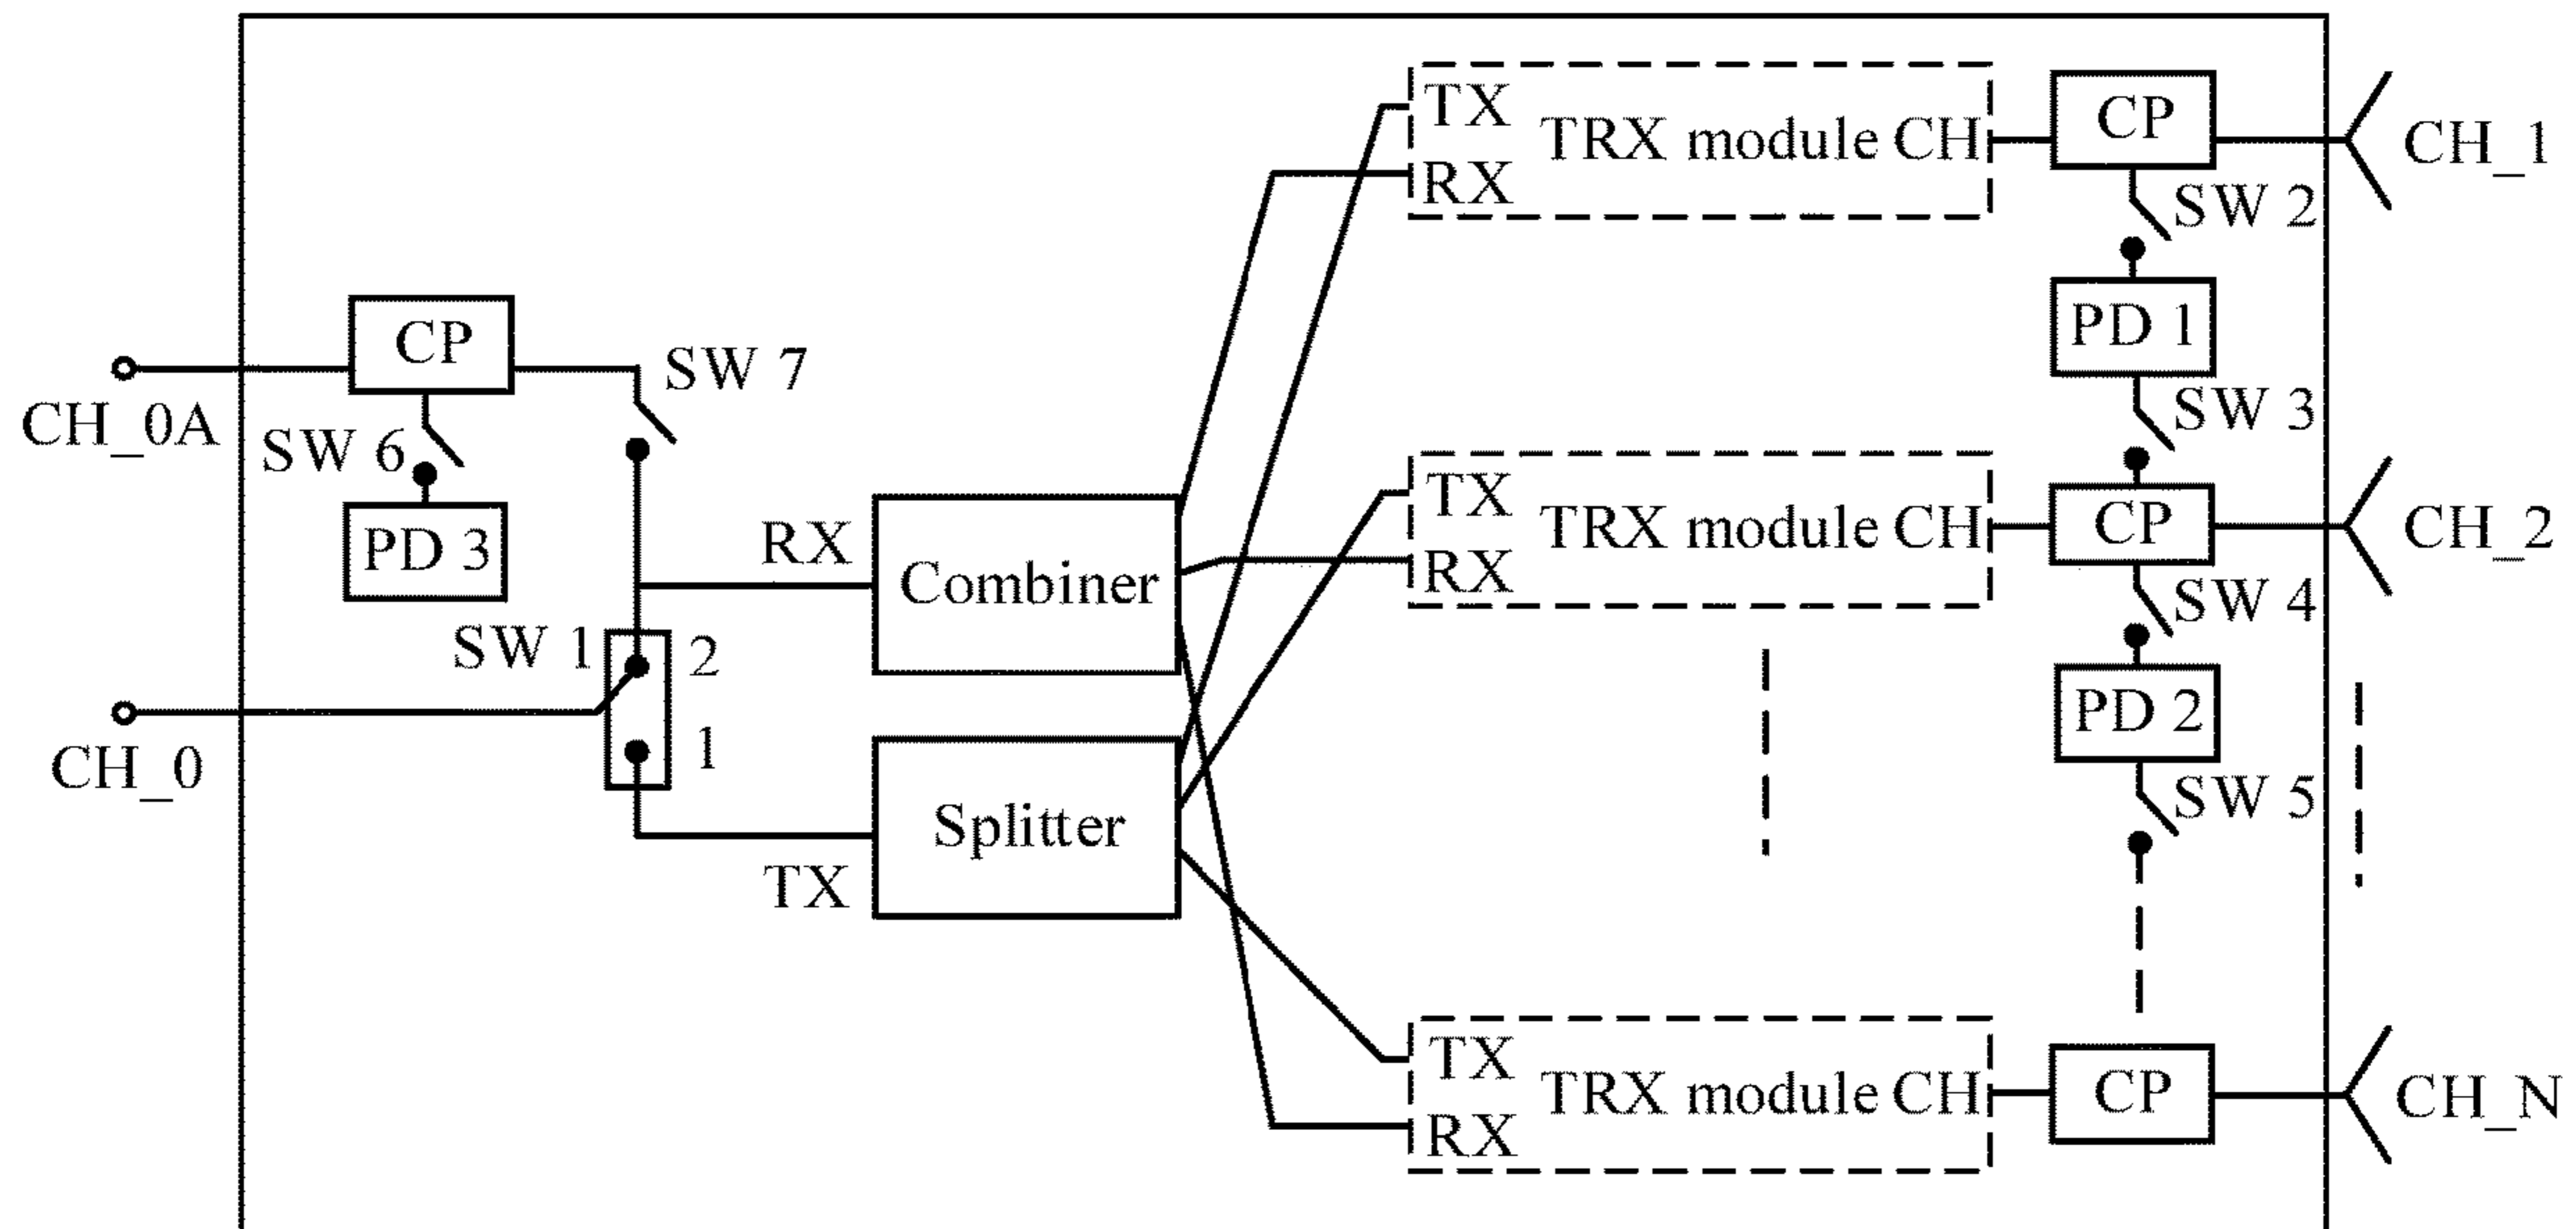 TX
TRX module CH
RX
CP
CH_1
SW 2
PD 1
SW 3
CP
SW 7
CH_0A
SW 6
PD 3
RX
Combiner
TX
TRX module CH
RX
CP
CH_2
SW 4
SW 1
2
1
PD 2
SW 5
CH_0
TX
Splitter
TX
TRX module CH
RX
CP
CH_N